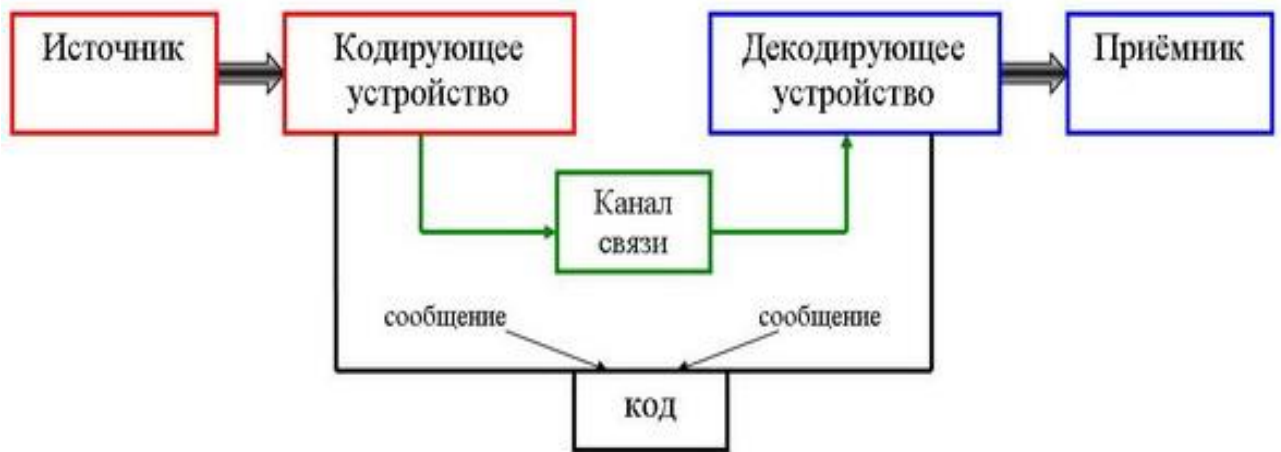 Источник
Кодирующее
устройство
Декодирующее
устройство
Приёмник
Канал
связи
сообщение
сообщение
код